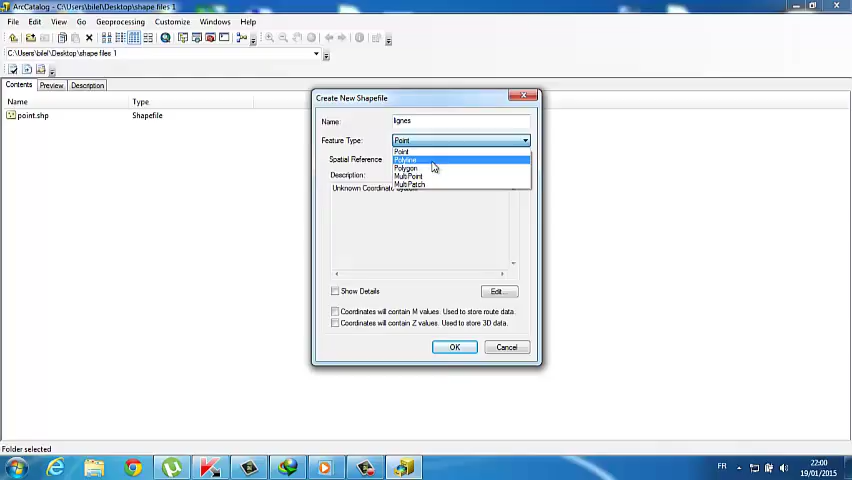 ArcCatalog - C:\Users\bilel\Desktop\shape files 1
File Edit View Go Geoprocessing Customize Windows Help
C:\Users\bilel\Desktop\shape files 1
Contents Preview Description
Name Type
point.shp Shapefile
Create New Shapefile
Name: lignes
Feature Type: Point
Point
Polyline
Spatial Reference
Polygon
Description: MultiPoint
MultiPatch
Unknown Coordinate System
Show Details Edit...
Coordinates will contain M values. Used to store route data.
Coordinates will contain Z values. Used to store 3D data.
OK Cancel
Folder selected
FR 22:00
19/01/2015